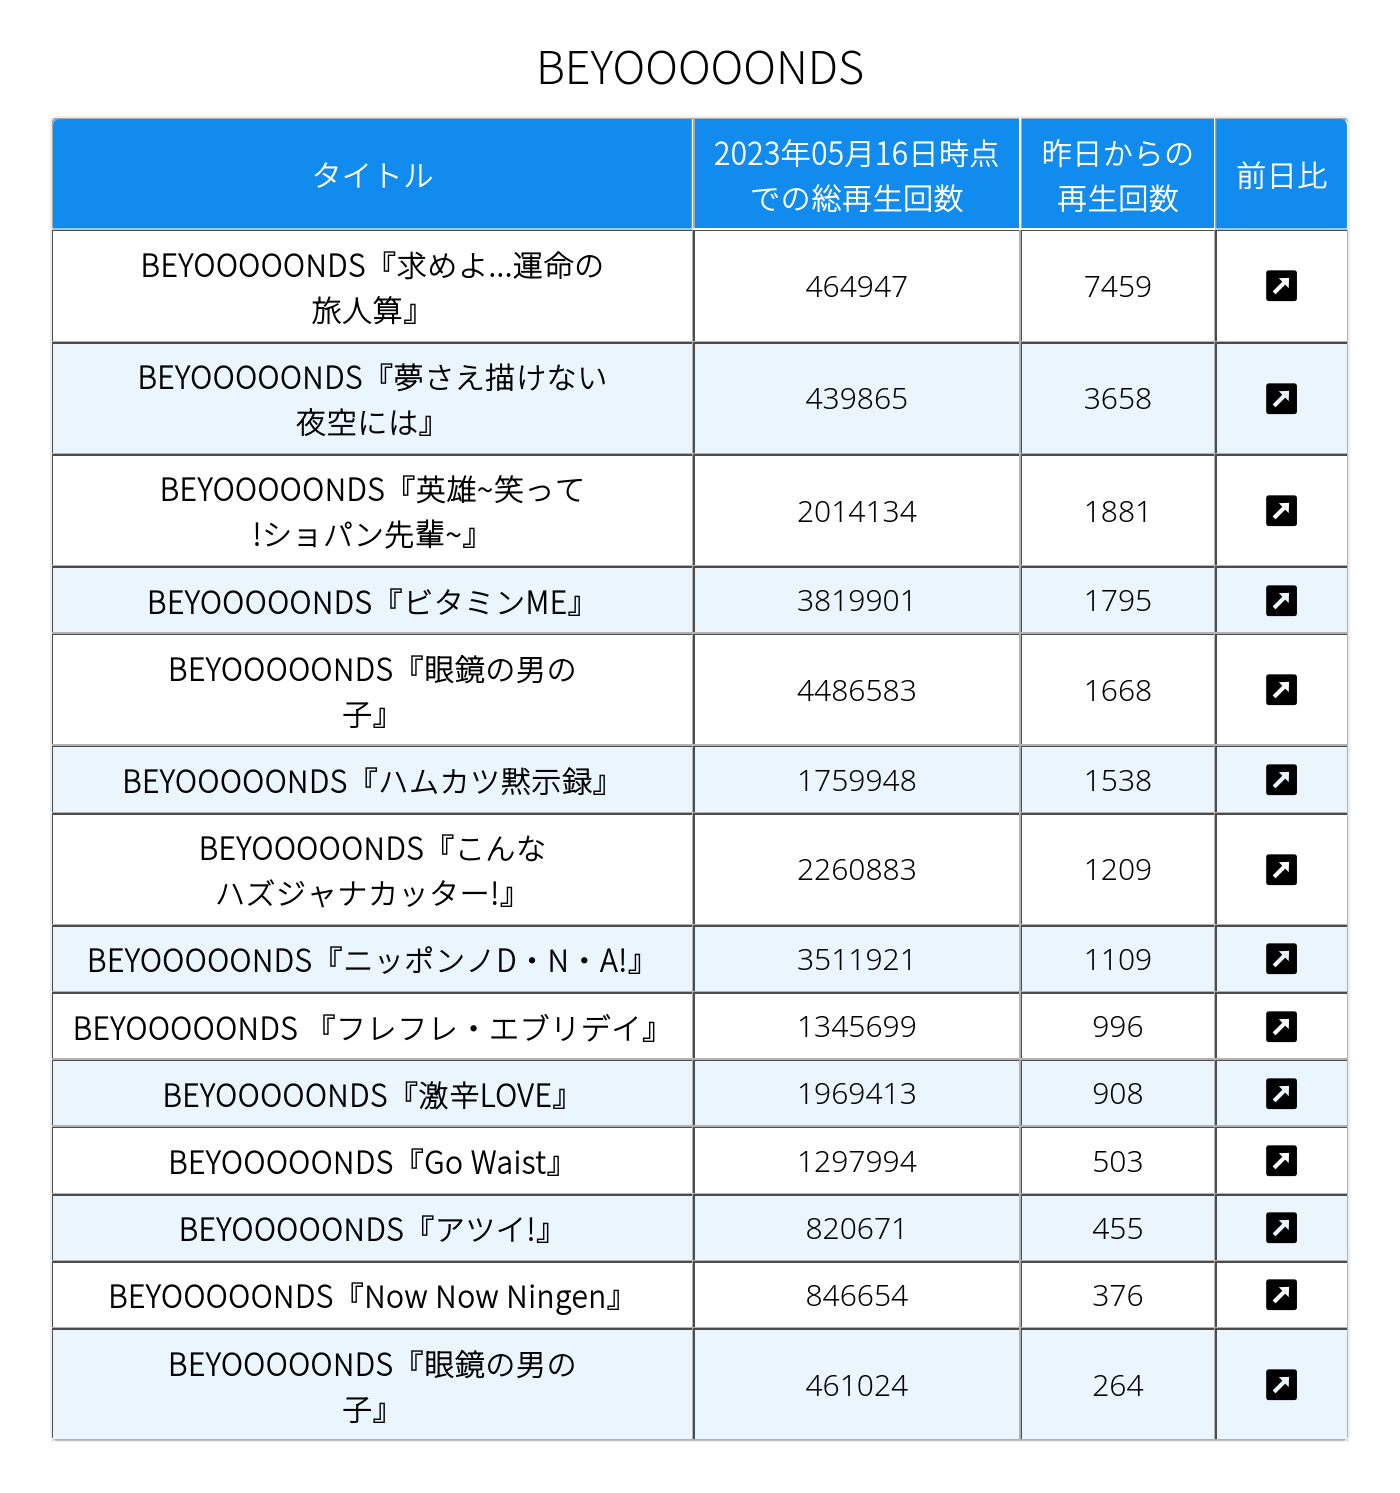 BEYOOOOONDS
タイトル
2023年05月16日時点
での総再生回数
昨日からの
再生回数
前日比
BEYOOOOONDS『求めよ...運命の
旅人算』
464947
7459
BEYOOOOONDS『夢さえ描けない
夜空には』
439865
3658
BEYOOOOONDS『英雄~笑って
!ショパン先輩~』
2014134
1881
BEYOOOOONDS『ビタミンME』
3819901
1795
BEYOOOOONDS『眼鏡の男の
子』
4486583
1668
BEYOOOOONDS『ハムカツ黙示録』
1759948
1538
BEYOOOOONDS『こんな
ハズジャナカッター!』
2260883
1209
BEYOOOOONDS『ニッポンノD・N・A!』
3511921
1109
BEYOOOOONDS 『フレフレ・エブリデイ』
1345699
996
BEYOOOOONDS『激辛LOVE』
1969413
908
BEYOOOOONDS『Go Waist』
1297994
503
BEYOOOOONDS『アツイ!』
820671
455
BEYOOOOONDS『Now Now Ningen』
846654
376
BEYOOOOONDS『眼鏡の男の
子』
461024
264